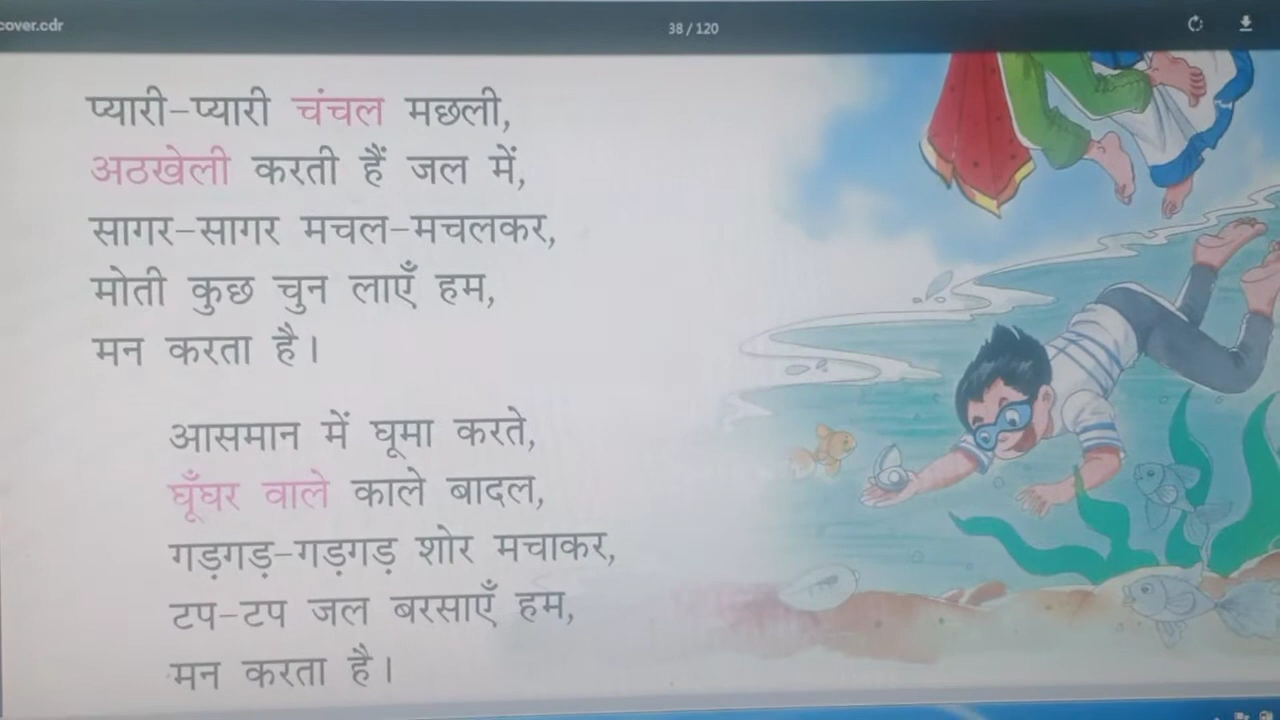 cover.cdr
38 / 120
प्यारी-प्यारी चंचल मछली,
अठखेली करती हैं जल में,
सागर-सागर मचल-मचलकर,
मोती कुछ चुन लाएँ हम,
मन करता है।
आसमान में घूमा करते,
घूँघर वाले काले बादल,
गड़गड़-गड़गड़ शोर मचाकर,
टप-टप जल बरसाएँ हम,
मन करता है।